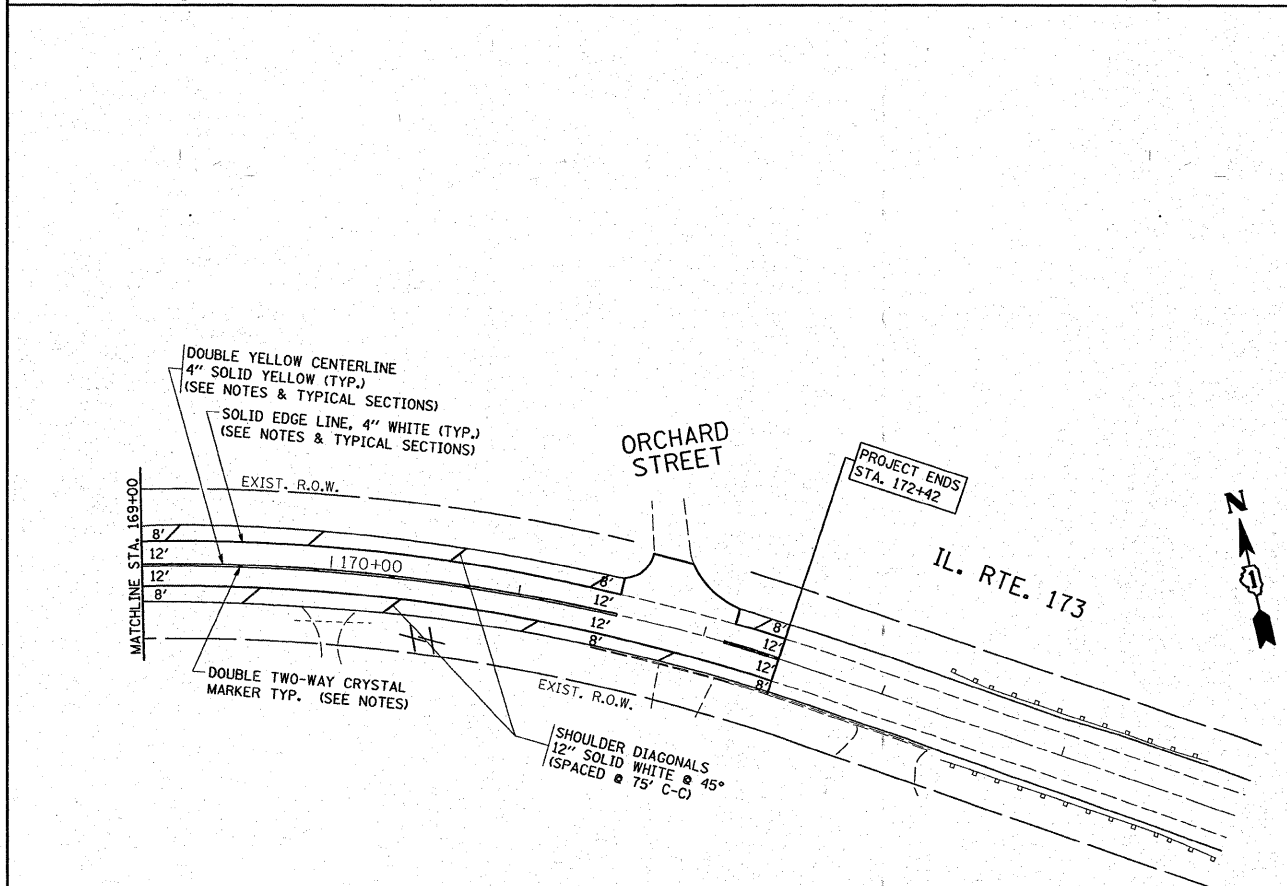 DOUBLE YELLOW CENTERLINE
4" SOLID YELLOW (TYP.)
(SEE NOTES & TYPICAL SECTIONS)
SOLID EDGE LINE, 4" WHITE (TYP.)
(SEE NOTES & TYPICAL SECTIONS)
ORCHARD
STREET
PROJECT ENDS
STA. 172+42
MATCHLINE STA. 169+00
EXIST. R.O.W.
N
1
IL. RTE. 173
8'
12'
170+00
12'
8'
8'
12'
12'
8'
8'
12'
12'
8'
DOUBLE TWO-WAY CRYSTAL
MARKER TYP. (SEE NOTES)
EXIST. R.O.W.
SHOULDER DIAGONALS
12" SOLID WHITE @ 45°
(SPACED @ 75' C-C)